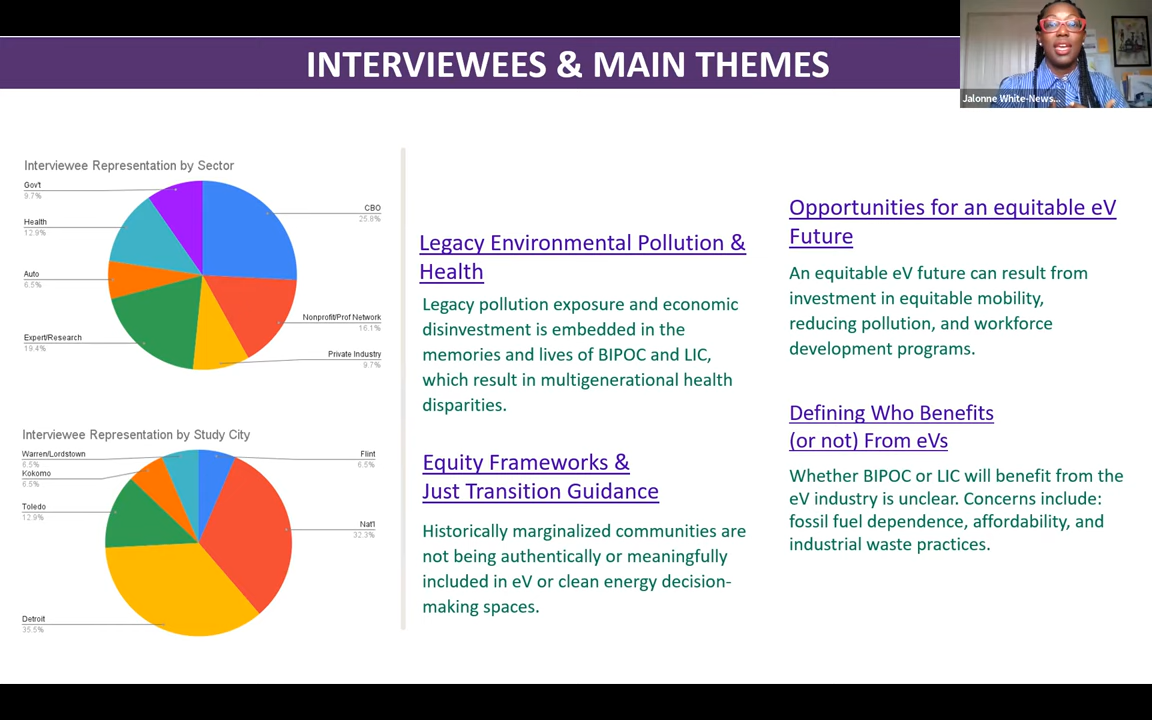 INTERVIEWEES & MAIN THEMES
Jalonne White-News...
Interviewee Representation by Sector
Gov't
9.7%
Health
12.9%
Auto
6.5%
Expert/Research
19.4%
CBO
25.8%
Nonprofit/Prof Network
16.1%
Private Industry
9.7%
Interviewee Representation by Study City
Warren/Lordstown
6.5%
Kokomo
6.5%
Toledo
12.9%
Detroit
35.5%
Flint
6.5%
Nat'l
32.3%
Legacy Environmental Pollution &
Health
Legacy pollution exposure and economic
disinvestment is embedded in the
memories and lives of BIPOC and LIC,
which result in multigenerational health
disparities.
Equity Frameworks &
Just Transition Guidance
Historically marginalized communities are
not being authentically or meaningfully
included in eV or clean energy decision-
making spaces.
Opportunities for an equitable eV
Future
An equitable eV future can result from
investment in equitable mobility,
reducing pollution, and workforce
development programs.
Defining Who Benefits
(or not) From eVs
Whether BIPOC or LIC will benefit from the
eV industry is unclear. Concerns include:
fossil fuel dependence, affordability, and
industrial waste practices.